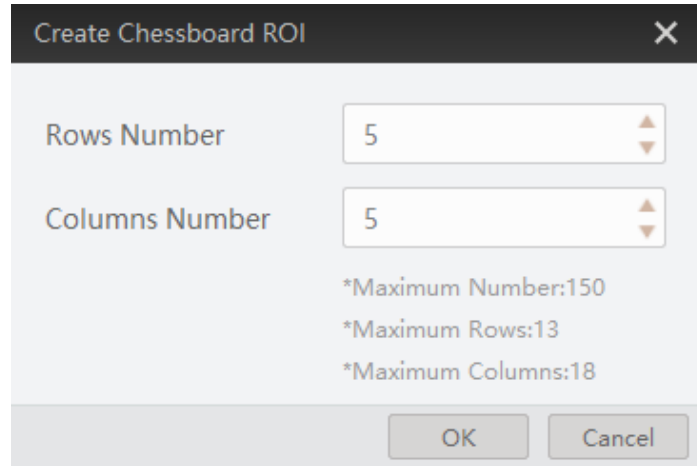 Create Chessboard ROI
Rows Number 5
Columns Number 5
*Maximum Number:150
*Maximum Rows:13
*Maximum Columns:18
OK Cancel